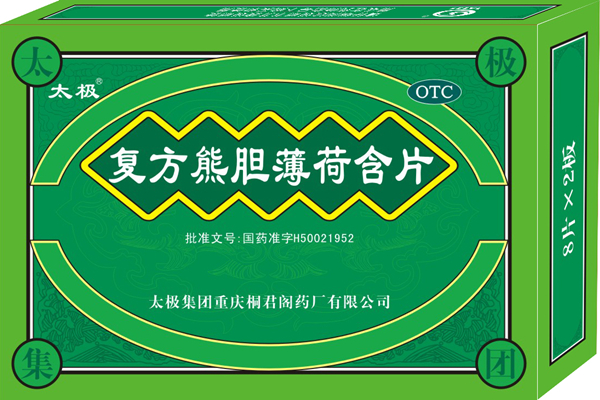 太 极
太极®
OTC
复方熊胆薄荷含片
批准文号:国药准字H50021952
太极集团重庆桐君阁药厂有限公司
集 团
8片×2板